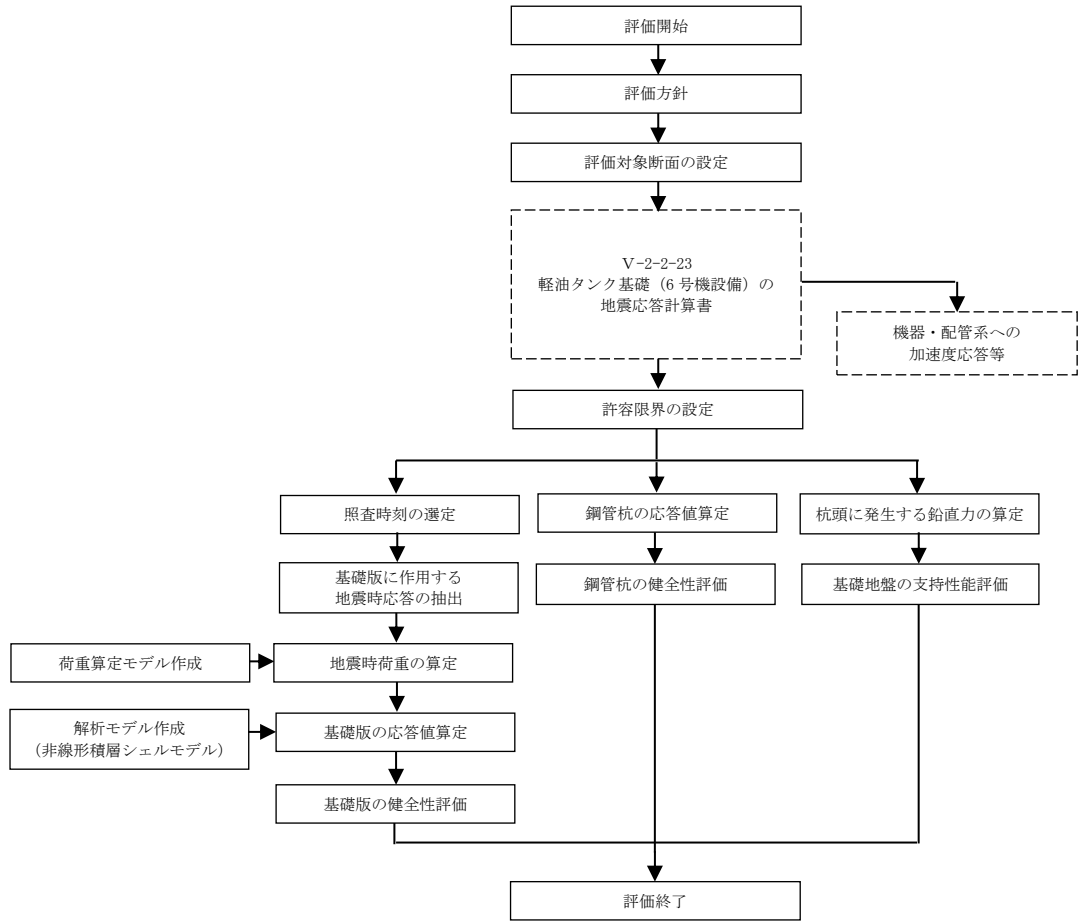 評価開始
評価方針
評価対象断面の設定
Ⅴ-2-2-23
軽油タンク基礎（6 号機設備）の
地震応答計算書
機器・配管系への
加速度応答等
許容限界の設定
照査時刻の選定
鋼管杭の応答値算定
杭頭に発生する鉛直力の算定
基礎版に作用する
地震時応答の抽出
鋼管杭の健全性評価
基礎地盤の支持性能評価
荷重算定モデル作成
地震時荷重の算定
解析モデル作成
（非線形積層シェルモデル）
基礎版の応答値算定
基礎版の健全性評価
評価終了